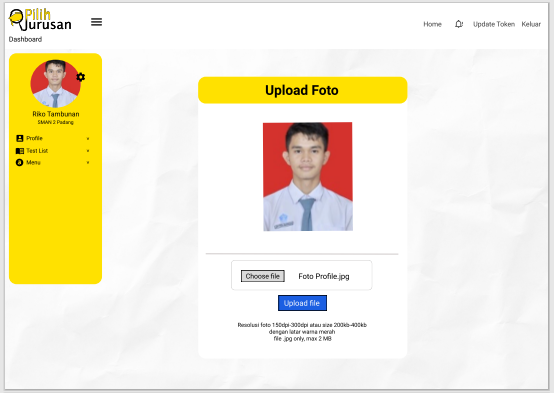 Pilih
Jurusan
Home
Update Token
Keluar
Dashboard
Riko Tambunan
SMAN 2 Padang
Profile
Test List
Menu
Upload Foto
Choose file
Foto Profile.jpg
Upload file
Resolusi foto 150dpi-300dpi atau size 200kb-400kb
dengan latar warna merah
file .jpg only, max 2 MB